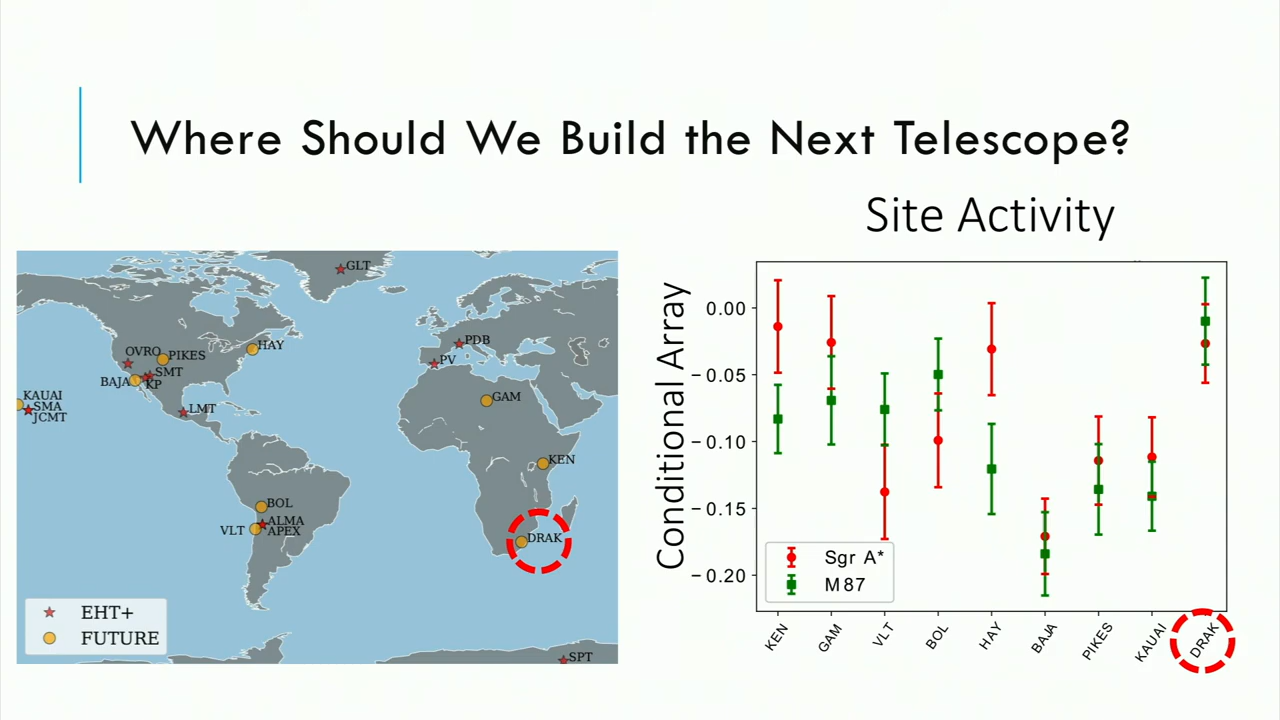 Where Should We Build the Next Telescope?
Site Activity
GLT
PDB
PV
HAY
OVRO
PIKES
SMT
BAJA
KP
KAUAI
SMA
JCMT
LMT
GAM
KEN
BOL
ALMA
VLT
APEX
DRAK
SPT
EHT+
FUTURE
Conditional Array
0.00
−0.05
−0.10
−0.15
−0.20
Sgr A*
M87
KEN
GAM
VLT
BOL
HAY
BAJA
PIKES
KAUAI
DRAK